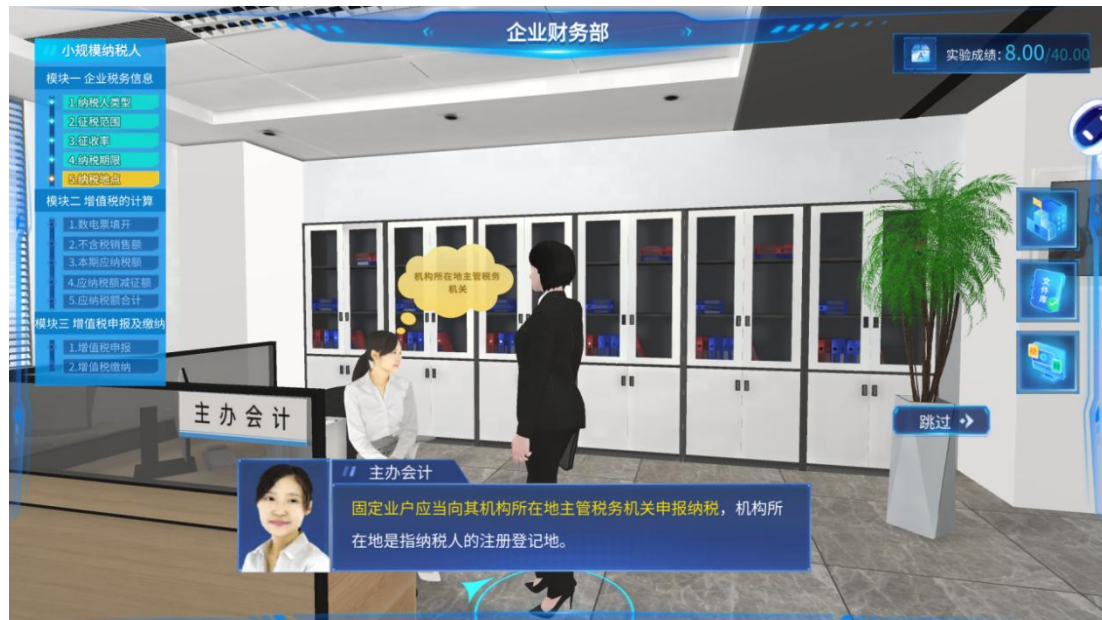 企业财务部
小规模纳税人
实验成绩:8.00/40.00
模块一 企业税务信息
1.纳税人类型
2.征税范围
3.征收率
4.纳税期限
5.纳税地点
模块二 增值税的计算
1.数电票填开
2.不含税销售额
3.本期应纳税额
4.应纳税额减征额
5.应纳税额合计
模块三 增值税申报及缴纳
1.增值税申报
2.增值税缴纳
机构所在地主管税务
机关
文件库
主办会计
跳过
主办会计
固定业户应当向其机构所在地主管税务机关申报纳税，机构所
在地是指纳税人的注册登记地。